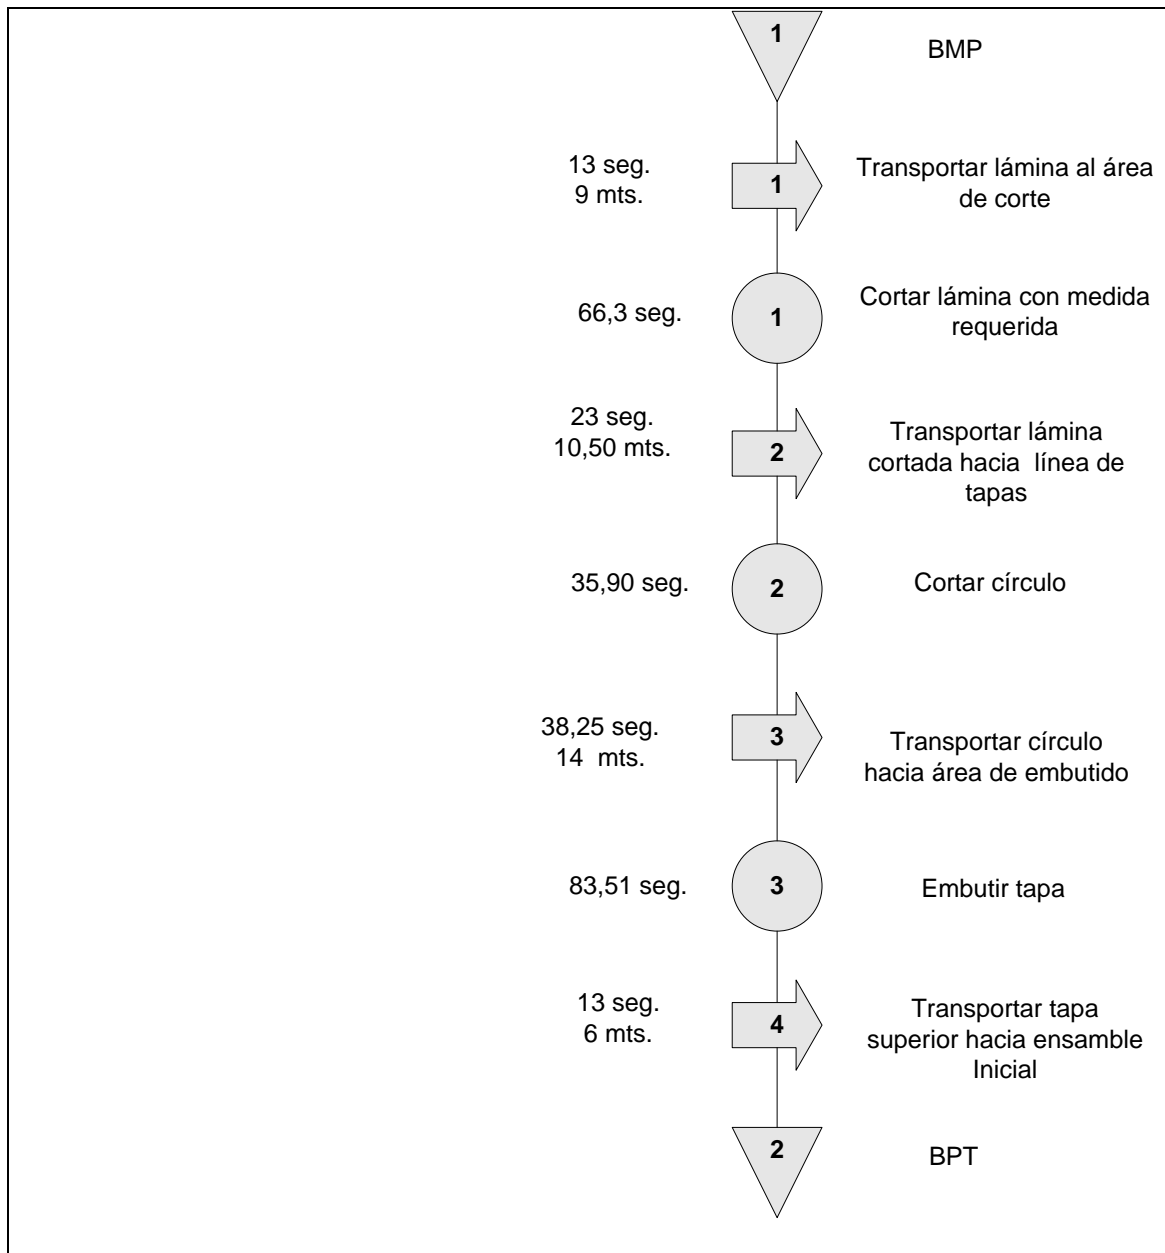 1
BMP
13 seg.
9 mts.
1
Transportar lámina al área
de corte
66,3 seg.
1
Cortar lámina con medida
requerida
23 seg.
10,50 mts.
2
Transportar lámina
cortada hacia línea de
tapas
35,90 seg.
2
Cortar círculo
38,25 seg.
14 mts.
3
Transportar círculo
hacia área de embutido
83,51 seg.
3
Embutir tapa
13 seg.
6 mts.
4
Transportar tapa
superior hacia ensamble
Inicial
2
BPT